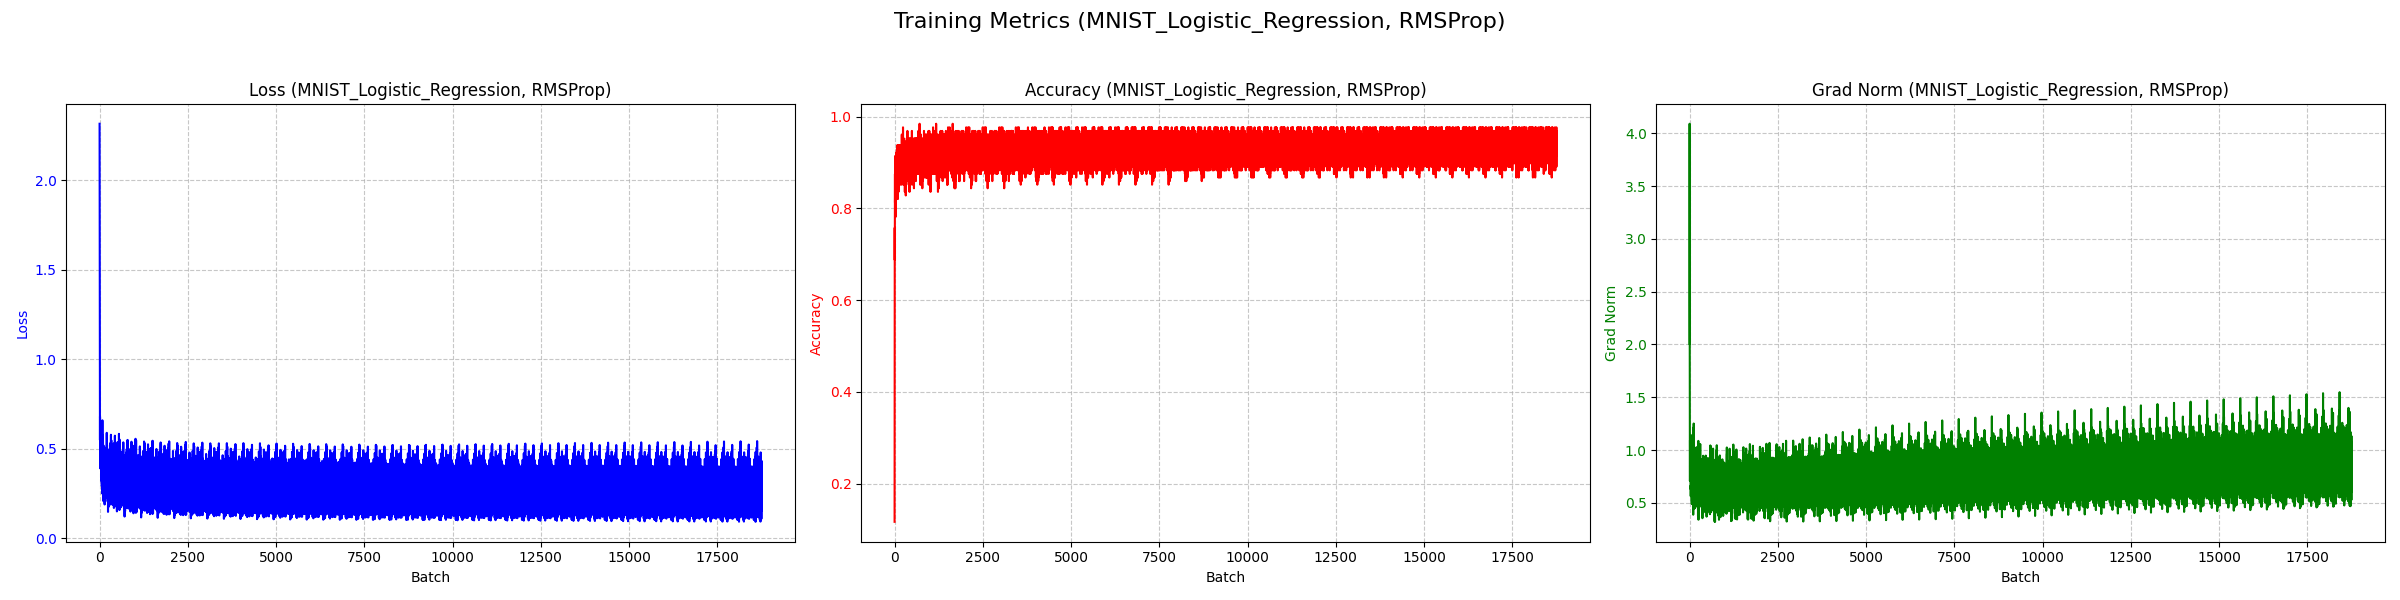 Training Metrics (MNIST_Logistic_Regression, RMSProp)
Loss (MNIST_Logistic_Regression, RMSProp)
Loss
2.0
1.5
1.0
0.5
0.0
0 2500 5000 7500 10000 12500 15000 17500
Batch
Accuracy (MNIST_Logistic_Regression, RMSProp)
Accuracy
1.0
0.8
0.6
0.4
0.2
0 2500 5000 7500 10000 12500 15000 17500
Batch
Grad Norm (MNIST_Logistic_Regression, RMSProp)
Grad Norm
4.0
3.5
3.0
2.5
2.0
1.5
1.0
0.5
0 2500 5000 7500 10000 12500 15000 17500
Batch